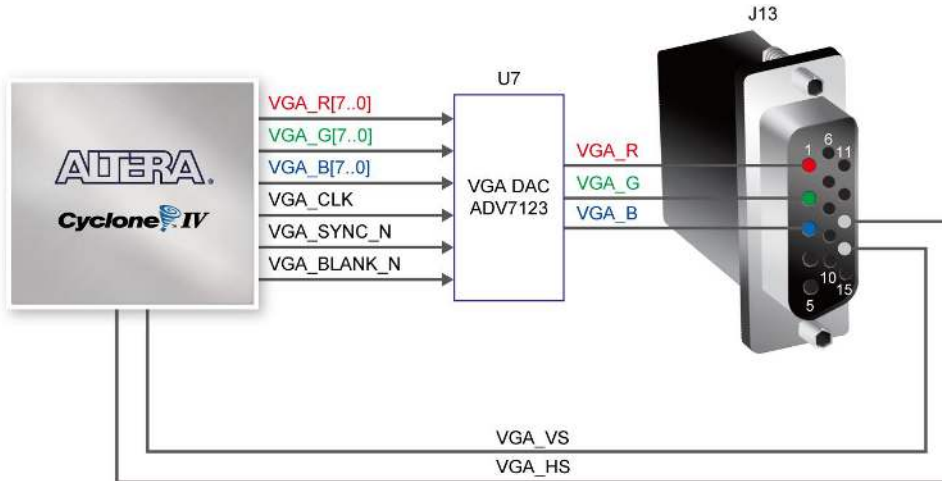 J13
U7
VGA_R[7..0]
VGA_G[7..0]
VGA_B[7..0]
VGA_CLK
VGA_SYNC_N
VGA_BLANK_N
ALTERA.
Cyclone IV
VGA DAC
ADV7123
VGA_R
VGA_G
VGA_B
1
6
11
5
10
15
VGA_VS
VGA_HS